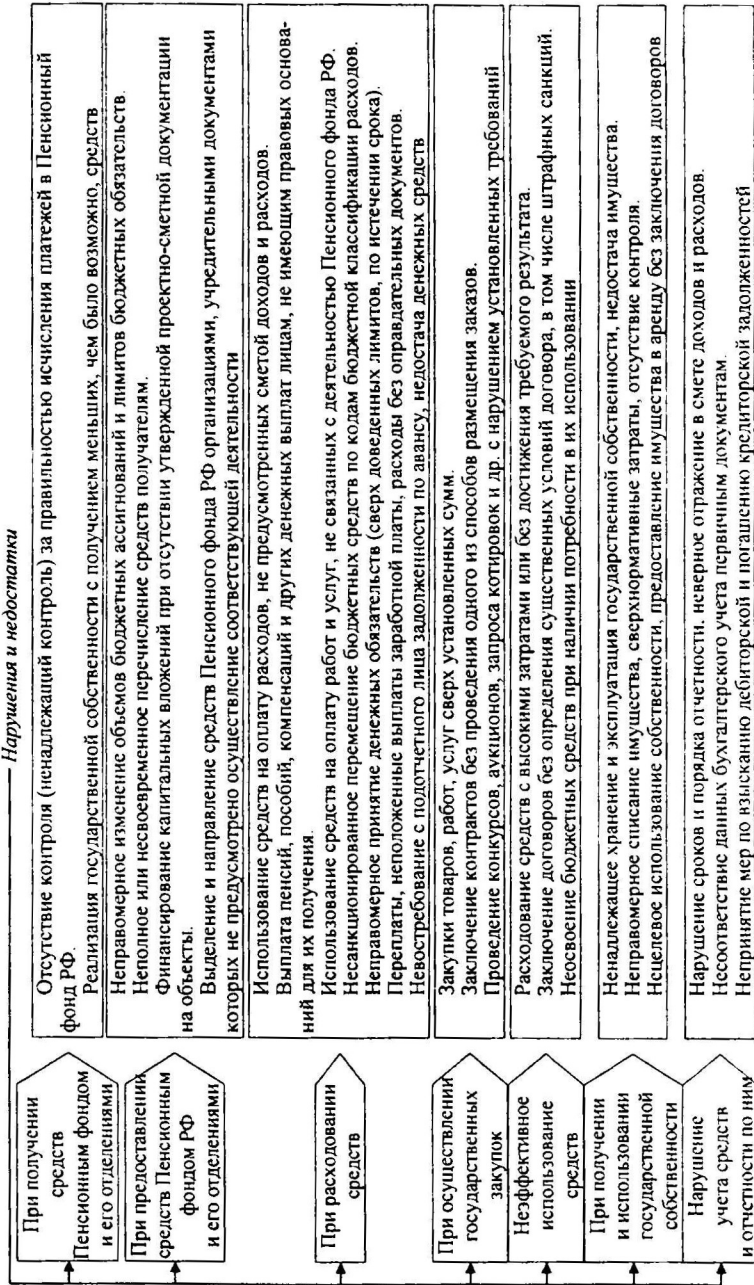 Нарушения и недостатки
При получении
средств
Пенсионным фондом
и его отделениями
Отсутствие контроля (ненадлежащий контроль) за правильностью исчисления платежей в Пенсионный
фонд РФ.
Реализация государственной собственности с получением меньших, чем было возможно, средств
При предоставлении
средств Пенсионным
фондом РФ
и его отделениями
Неправомерное изменение объемов бюджетных ассигнований и лимитов бюджетных обязательств.
Неполное или несвоевременное перечисление средств получателям.
Финансирование капитальных вложений при отсутствии утвержденной проектно-сметной документации
на объекты.
Выделение и направление средств Пенсионного фонда РФ организациями, учредительными документами
которых не предусмотрено осуществление соответствующей деятельности
При расходовании
средств
Использование средств на оплату расходов, не предусмотренных сметой доходов и расходов.
Выплата пенсий, пособий, компенсаций и других денежных выплат лицам, не имеющим правовых основа-
ний для их получения.
Использование средств на оплату работ и услуг, не связанных с деятельностью Пенсионного фонда РФ.
Несанкционированное перемещение бюджетных средств по кодам бюджетной классификации расходов.
Неправомерное принятие денежных обязательств (сверх доведенных лимитов, по истечении срока).
Переплаты, неположенные выплаты заработной платы, расходы без оправдательных документов.
Невостребование с подотчетного лица задолженности по авансу, недостача денежных средств
При осуществлении
государственных
закупок
Закупки товаров, работ, услуг сверх установленных сумм.
Заключение контрактов без проведения одного из способов размещения заказов.
Проведение конкурсов, аукционов, запроса котировок и др. с нарушением установленных требований
Неэффективное
использование
средств
Расходование средств с высокими затратами или без достижения требуемого результата.
Заключение договоров без определения существенных условий договора, в том числе штрафных санкций.
Неосвоение бюджетных средств при наличии потребности в их использовании
При получении
и использовании
государственной
собственности
Ненадлежащее хранение и эксплуатация государственной собственности, недостача имущества.
Неправомерное списание имущества, сверхнормативные затраты, отсутствие контроля.
Нецелевое использование собственности, предоставление имущества в аренду без заключения договоров
Нарушение
учета средств
и отчетности по ним
Нарушение сроков и порядка отчетности, неверное отражение в смете доходов и расходов.
Несоответствие данных бухгалтерского учета первичным документам.
Непринятие мер по взысканию дебиторской и погашению кредиторской задолженностей